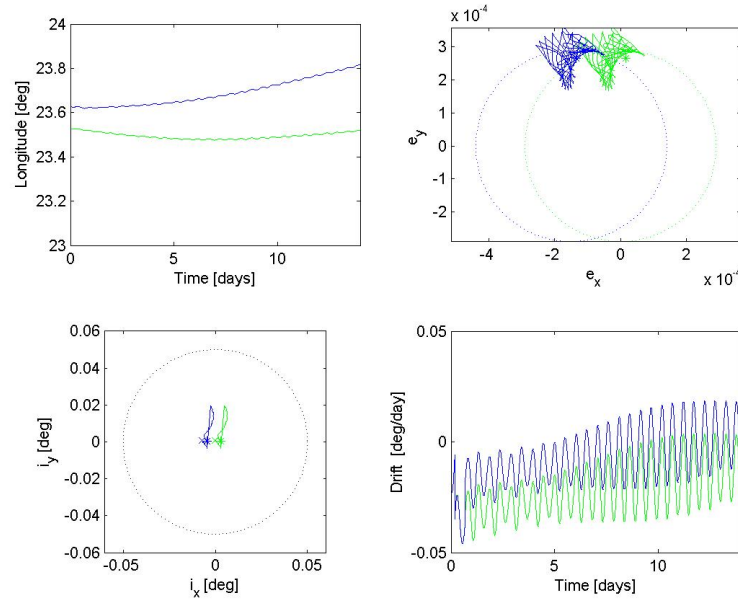 24
23.8
23.6
23.4
23.2
23
0 5 10
Longitude [deg]
Time [days]
x 10⁻⁴
3
2
1
0
-1
-2
-4 -2 0 2
e_y
e_x
x 10⁻⁴
0.06
0.04
0.02
0
-0.02
-0.04
-0.06
-0.05 0 0.05
i_y [deg]
i_x [deg]
0.05
0
-0.05
0 5 10
Drift [deg/day]
Time [days]